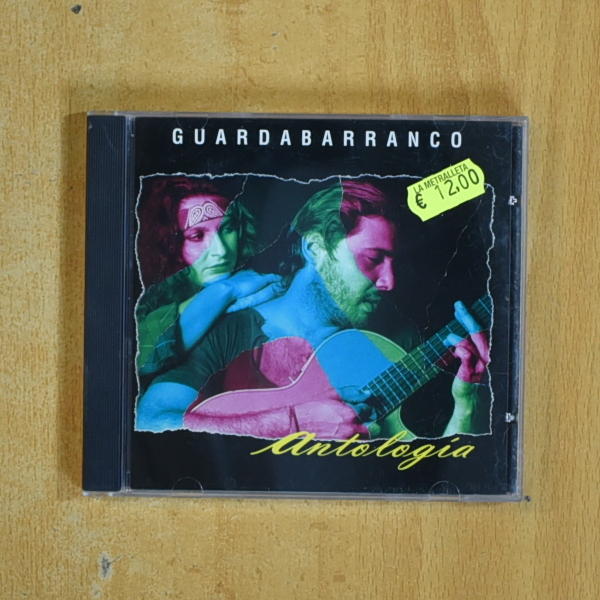 GUARDABARRANCO
LA METRALLETA
€ 12,00
Antología